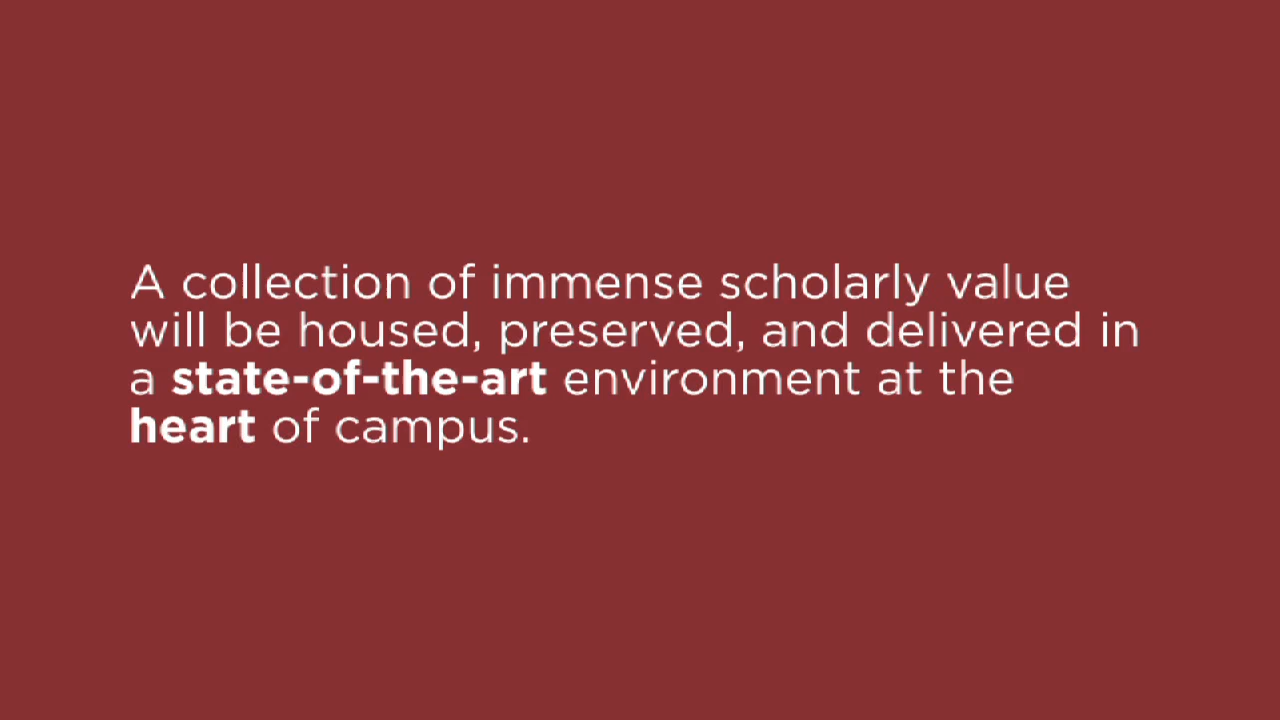 A collection of immense scholarly value
will be housed, preserved, and delivered in
a state-of-the-art environment at the
heart of campus.